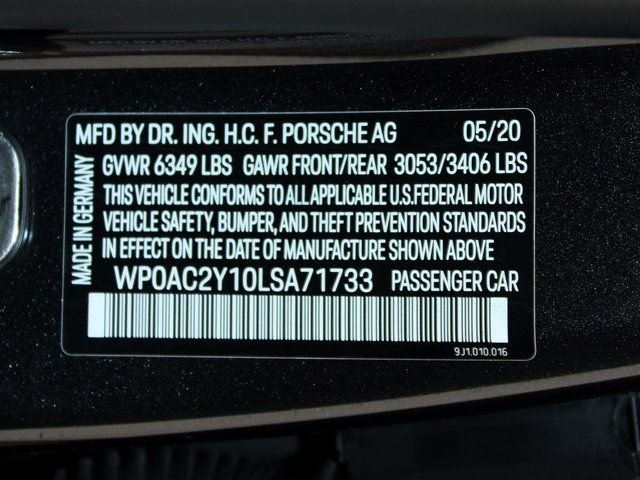 MFD BY DR. ING. H.C. F. PORSCHE AG 05/20
GVWR 6349 LBS GAWR FRONT/REAR 3053/3406 LBS
THIS VEHICLE CONFORMS TO ALL APPLICABLE U.S.FEDERAL MOTOR
VEHICLE SAFETY, BUMPER, AND THEFT PREVENTION STANDARDS
IN EFFECT ON THE DATE OF MANUFACTURE SHOWN ABOVE
WP0AC2Y10LSA71733 PASSENGER CAR
9J1.010.016
MADE IN GERMANY